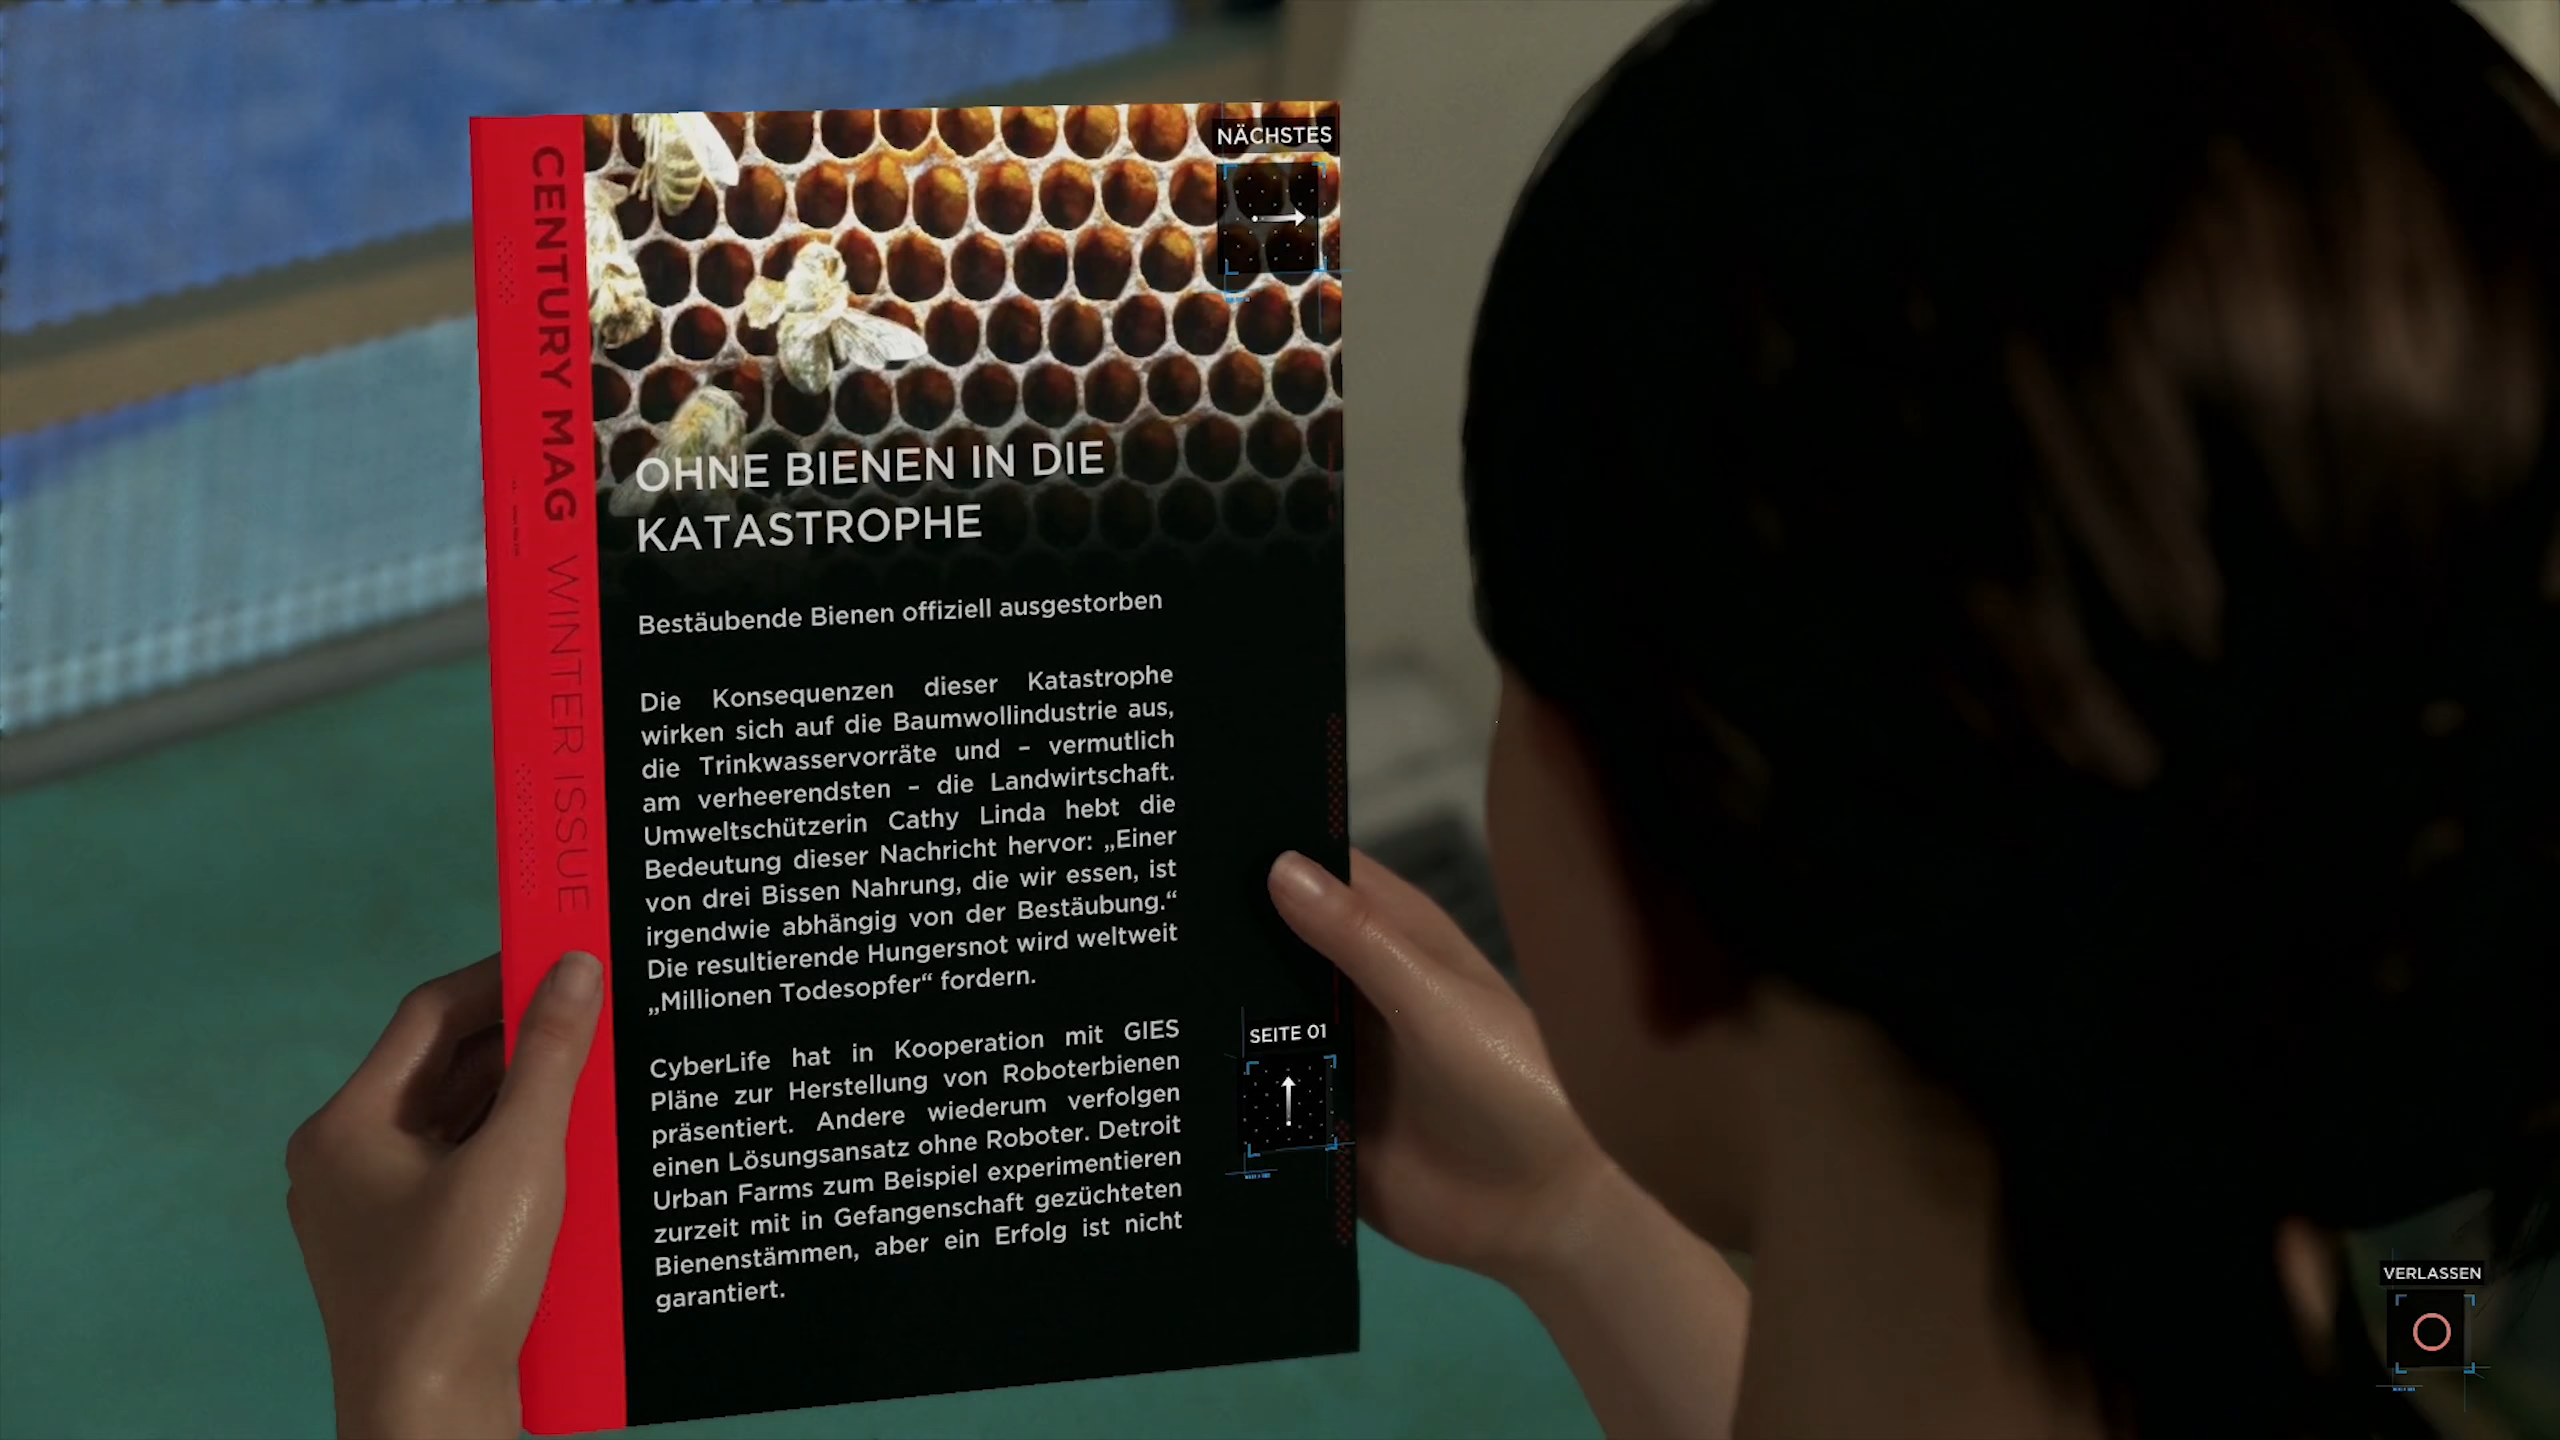 CENTURY MAG WINTER ISSUE
NÄCHSTES
OHNE BIENEN IN DIE
KATASTROPHE
Bestäubende Bienen offiziell ausgestorben
Die Konsequenzen dieser Katastrophe
wirken sich auf die Baumwollindustrie aus,
die Trinkwasservorräte und – vermutlich
am verheerendsten – die Landwirtschaft.
Umweltschützerin Cathy Linda hebt die
Bedeutung dieser Nachricht hervor: „Einer
von drei Bissen Nahrung, die wir essen, ist
irgendwie abhängig von der Bestäubung.“
Die resultierende Hungersnot wird weltweit
„Millionen Todesopfer“ fordern.
CyberLife hat in Kooperation mit GIES
Pläne zur Herstellung von Roboterbienen
präsentiert. Andere wiederum verfolgen
einen Lösungsansatz ohne Roboter. Detroit
Urban Farms zum Beispiel experimentieren
zurzeit mit in Gefangenschaft gezüchteten
Bienenstämmen, aber ein Erfolg ist nicht
garantiert.
SEITE 01
VERLASSEN